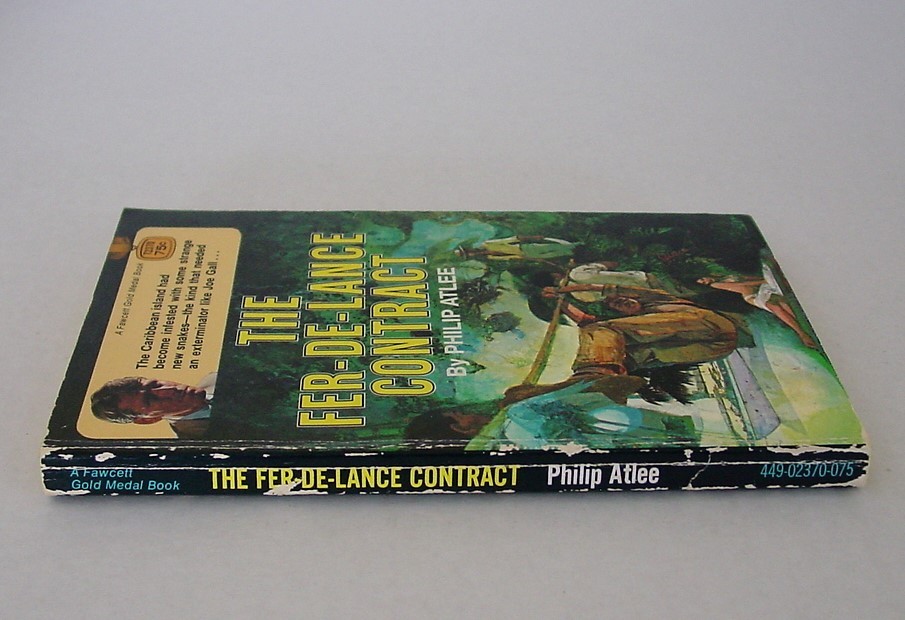 A Fawcett Gold Medal Book
75¢
The Caribbean island had
become infested with some strange
new snakes—the kind that needed
an exterminator like Joe Gall...
THE
FER-DE-LANCE
CONTRACT
By PHILIP ATLEE
A Fawcett
Gold Medal Book
THE FER-DE-LANCE CONTRACT
Philip Atlee
449-02370-075